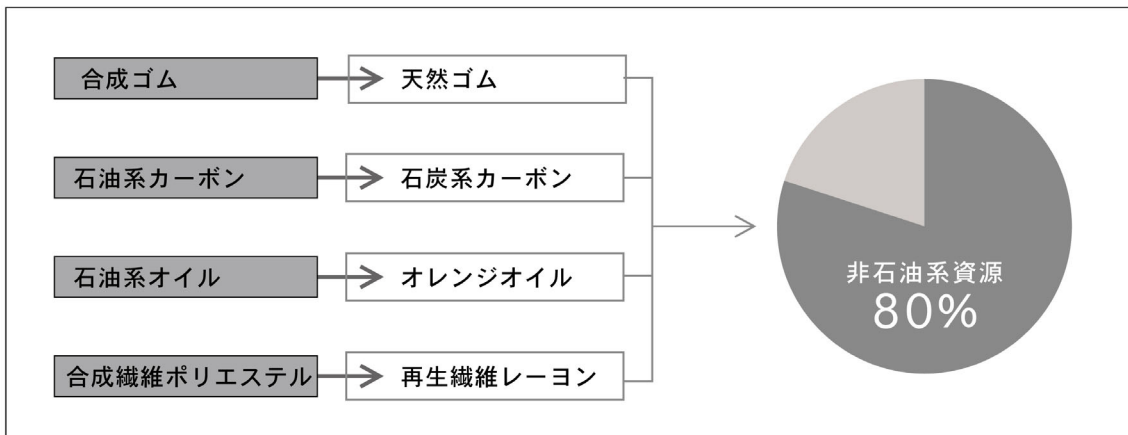 合成ゴム
天然ゴム
石油系カーボン
石炭系カーボン
石油系オイル
オレンジオイル
合成繊維ポリエステル
再生繊維レーヨン
非石油系資源
80%